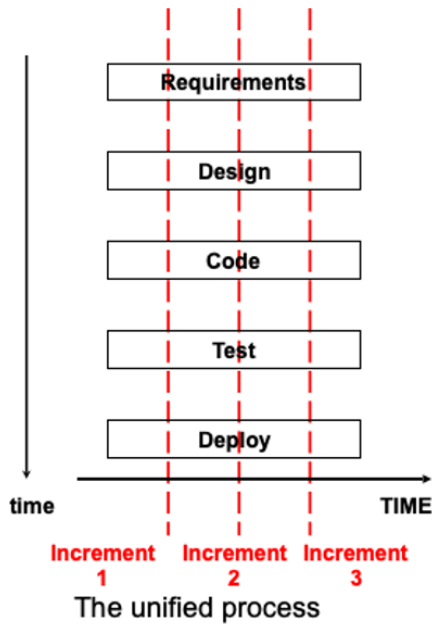 Requirements
Design
Code
Test
Deploy
time
TIME
Increment Increment Increment
1 2 3
The unified process